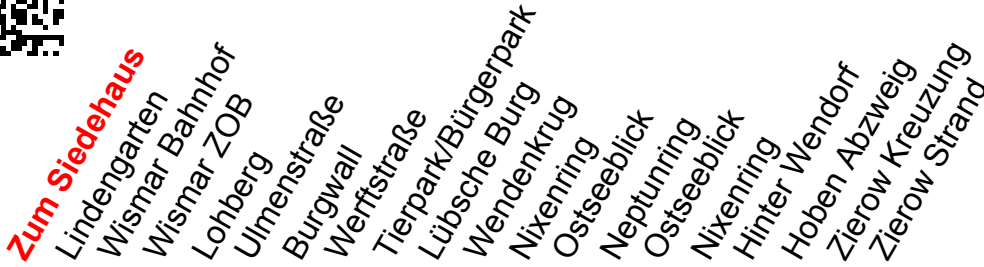 Zum Siedehaus
Lindengarten
Wismar Bahnhof
Wismar ZOB
Lohberg
Ulmenstraße
Burgwall
Werftstraße
Tierpark/Bürgerpark
Lübsche Burg
Wendenkrug
Nixenring
Ostseeblick
Neptunring
Ostseeblick
Nixenring
Hinter Wendorf
Hoben Abzweig
Zierow Kreuzung
Zierow Strand